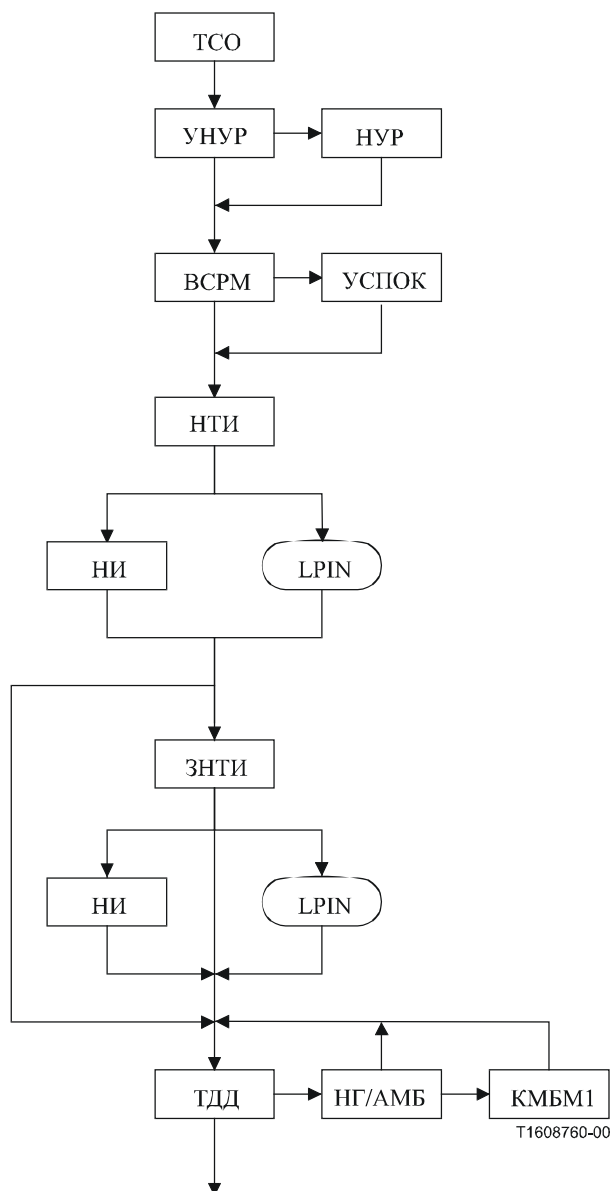 ТСО
УНУР НУР
ВСРМ УСПОК
НТИ
НИ LPIN
ЗНТИ
НИ LPIN
ТДД НГ/АМБ КМБМ1
T1608760-00